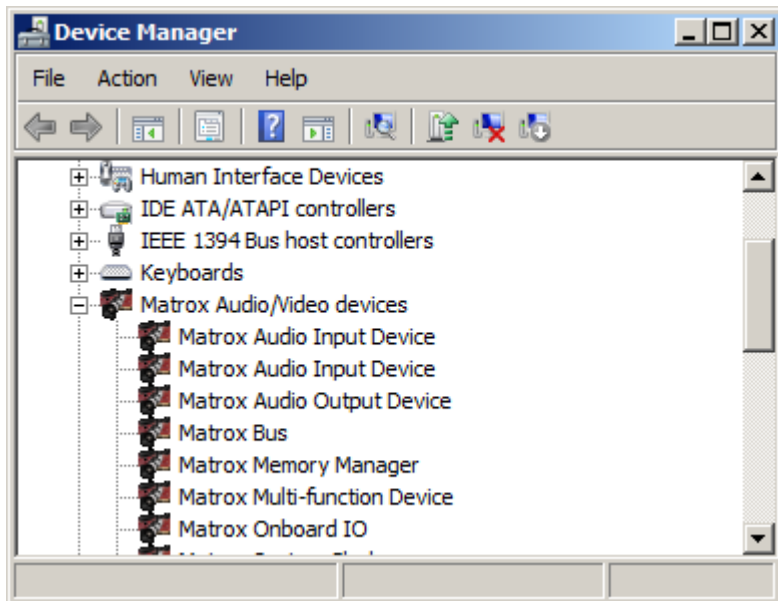 Device Manager
File Action View Help
Human Interface Devices
IDE ATA/ATAPI controllers
IEEE 1394 Bus host controllers
Keyboards
Matrox Audio/Video devices
Matrox Audio Input Device
Matrox Audio Input Device
Matrox Audio Output Device
Matrox Bus
Matrox Memory Manager
Matrox Multi-function Device
Matrox Onboard IO